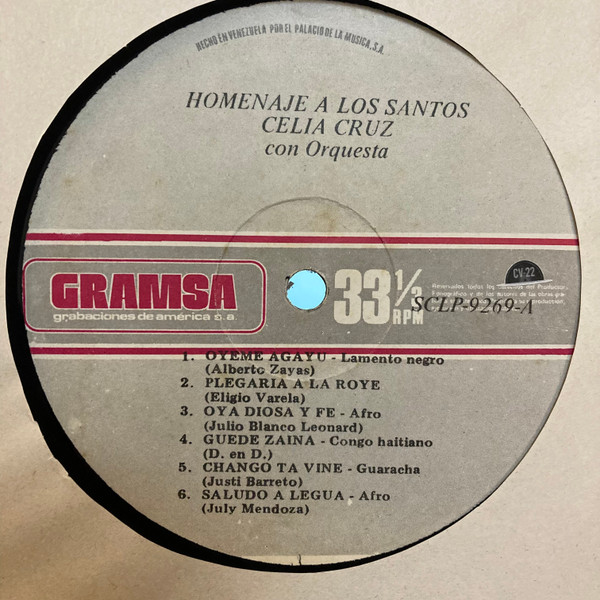 HECHO EN VENEZUELA POR EL PALACIO DE LA MUSICA, S.A.
HOMENAJE A LOS SANTOS
CELIA CRUZ
con Orquesta
GRAMSA
grabaciones de américa s.a.
33 1/3
RPM
CV-22
SCLP-9269-A
1. OYEME AGAYU - Lamento negro
(Alberto Zayas)
2. PLEGARIA A LA ROYE
(Eligio Varela)
3. OYA DIOSA Y FE - Afro
(Julio Blanco Leonard)
4. GUEDE ZAINA - Congo haitiano
(D. en D.)
5. CHANGO TA VINE - Guaracha
(Justi Barreto)
6. SALUDO A LEGUA - Afro
(July Mendoza)